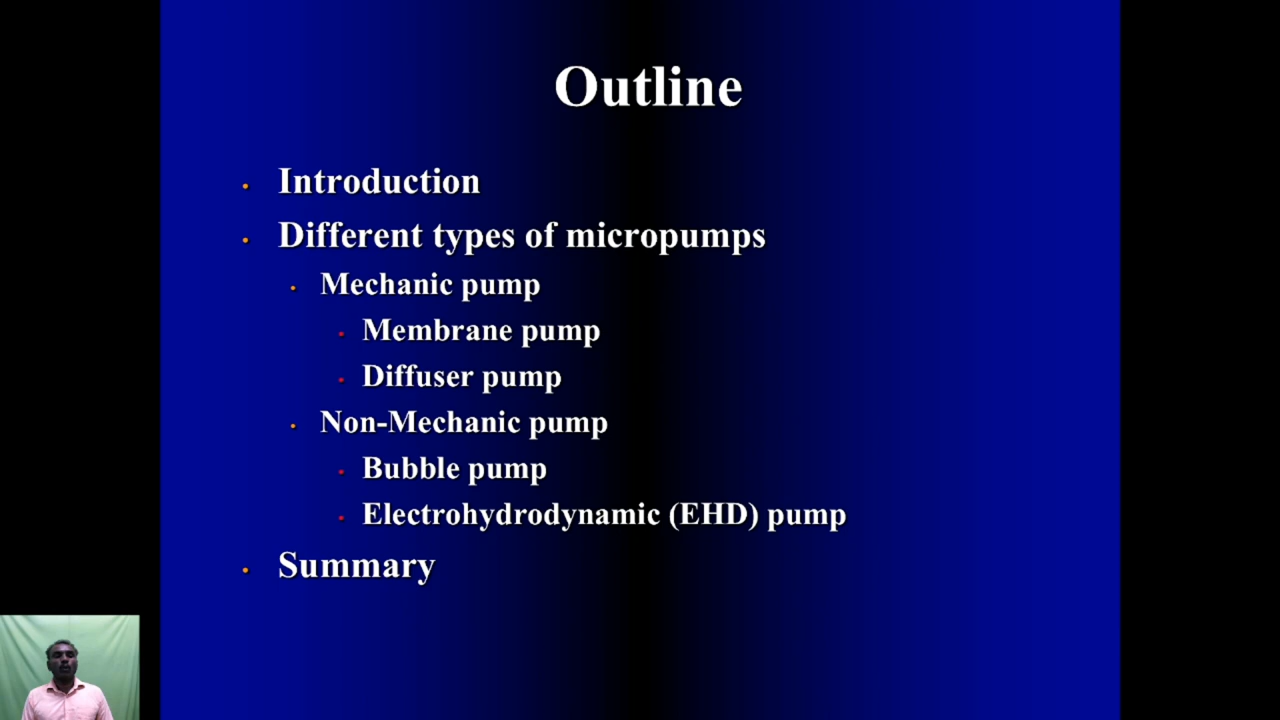 Outline
Introduction
Different types of micropumps
Mechanic pump
Membrane pump
Diffuser pump
Non-Mechanic pump
Bubble pump
Electrohydrodynamic (EHD) pump
Summary